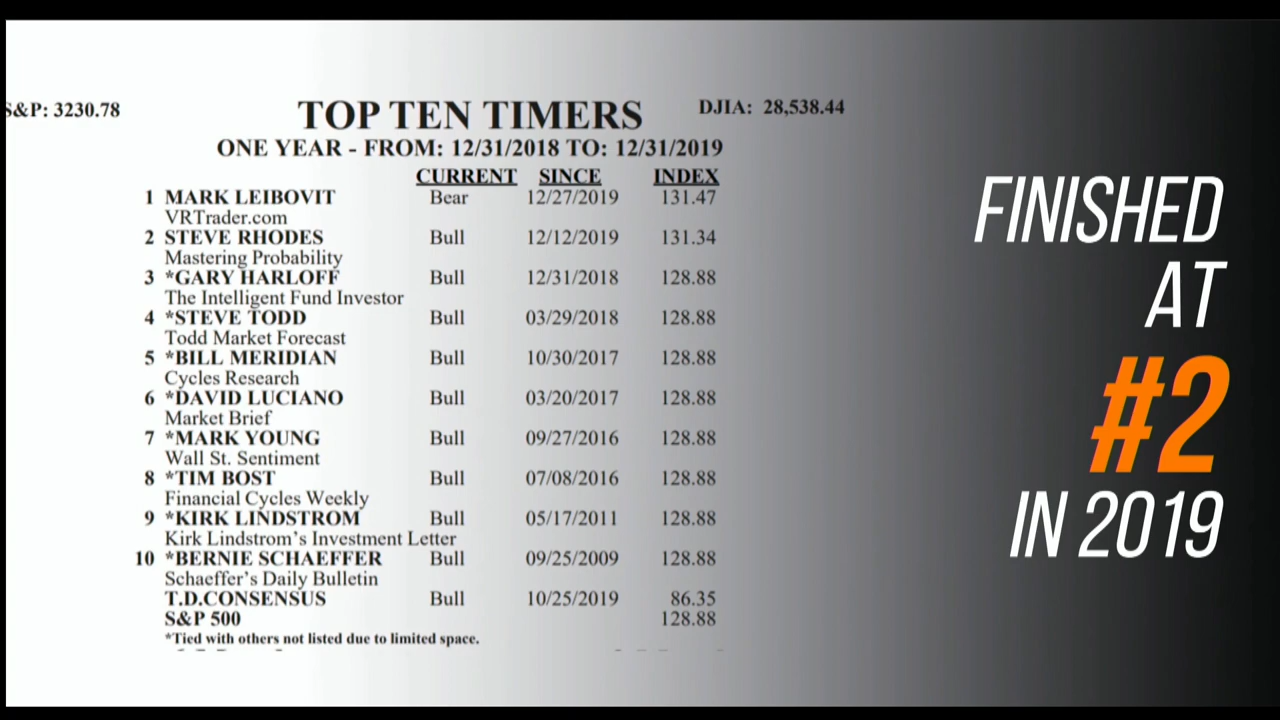 S&P: 3230.78
TOP TEN TIMERS
DJIA: 28,538.44
ONE YEAR - FROM: 12/31/2018 TO: 12/31/2019
CURRENT SINCE INDEX
1 MARK LEIBOVIT Bear 12/27/2019 131.47
VRTrader.com
2 STEVE RHODES Bull 12/12/2019 131.34
Mastering Probability
3 *GARY HARLOFF Bull 12/31/2018 128.88
The Intelligent Fund Investor
4 *STEVE TODD Bull 03/29/2018 128.88
Todd Market Forecast
5 *BILL MERIDIAN Bull 10/30/2017 128.88
Cycles Research
6 *DAVID LUCIANO Bull 03/20/2017 128.88
Market Brief
7 *MARK YOUNG Bull 09/27/2016 128.88
Wall St. Sentiment
8 *TIM BOST Bull 07/08/2016 128.88
Financial Cycles Weekly
9 *KIRK LINDSTROM Bull 05/17/2011 128.88
Kirk Lindstrom's Investment Letter
10 *BERNIE SCHAEFFER Bull 09/25/2009 128.88
Schaeffer's Daily Bulletin
T.D.CONSENSUS Bull 10/25/2019 86.35
S&P 500 128.88
*Tied with others not listed due to limited space.
FINISHED
AT
#2
IN 2019